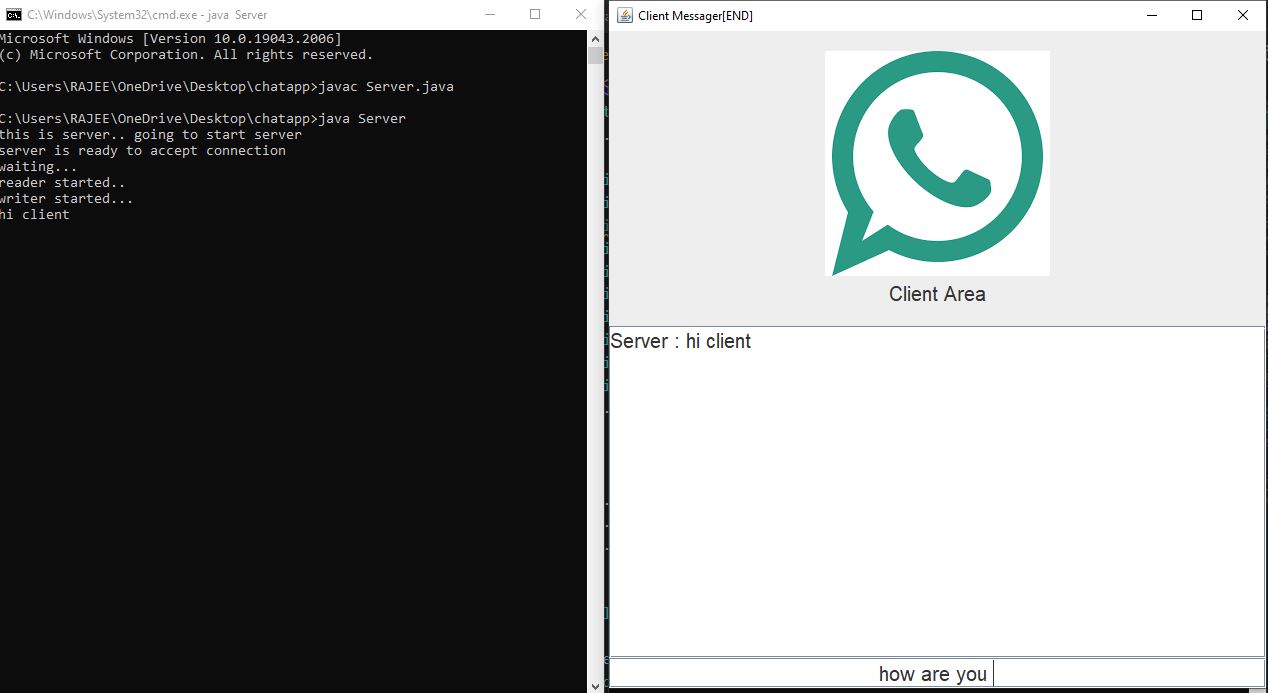 C:\Windows\System32\cmd.exe - java  Server
Microsoft Windows [Version 10.0.19043.2006]
(c) Microsoft Corporation. All rights reserved.
C:\Users\RAJEE\OneDrive\Desktop\chatapp>javac Server.java
C:\Users\RAJEE\OneDrive\Desktop\chatapp>java Server
this is server.. going to start server
server is ready to accept connection
waiting...
reader started..
writer started...
hi client
Client Messager[END]
Client Area
Server : hi client
how are you